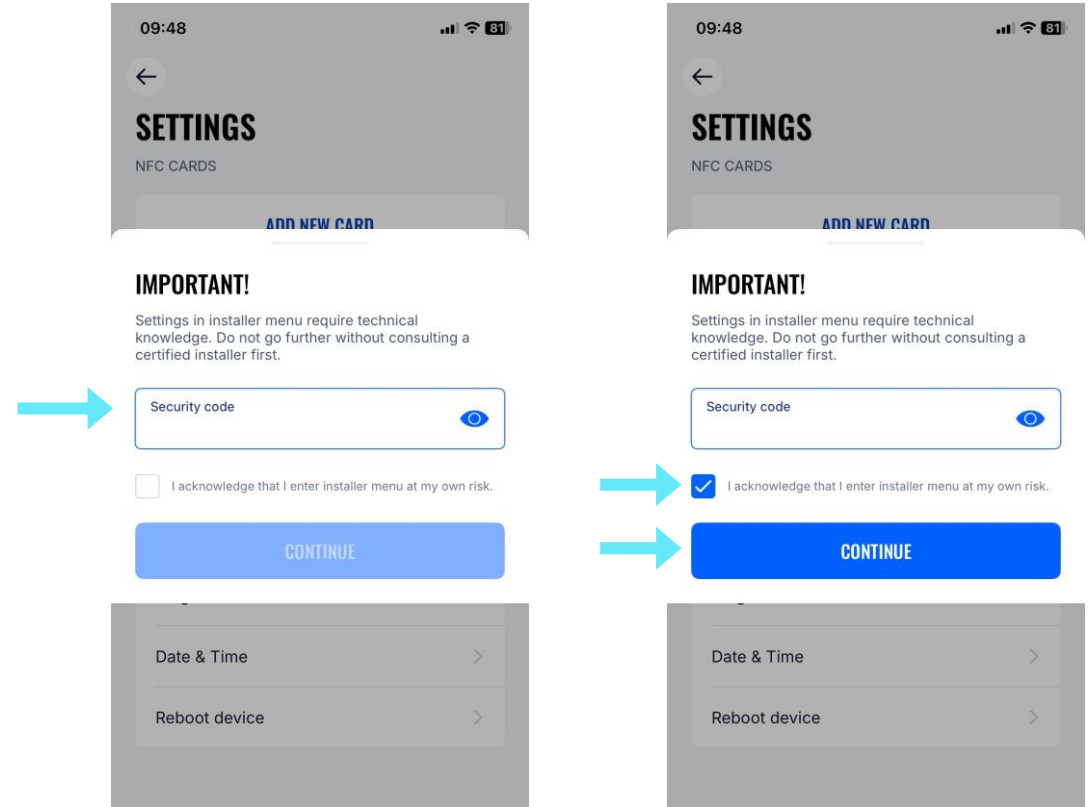 09:48
81
SETTINGS
NFC CARDS
ADD NEW CARD
IMPORTANT!
Settings in installer menu require technical
knowledge. Do not go further without consulting a
certified installer first.
Security code
I acknowledge that I enter installer menu at my own risk.
CONTINUE
Date & Time
Reboot device
09:48
81
SETTINGS
NFC CARDS
ADD NEW CARD
IMPORTANT!
Settings in installer menu require technical
knowledge. Do not go further without consulting a
certified installer first.
Security code
I acknowledge that I enter installer menu at my own risk.
CONTINUE
Date & Time
Reboot device